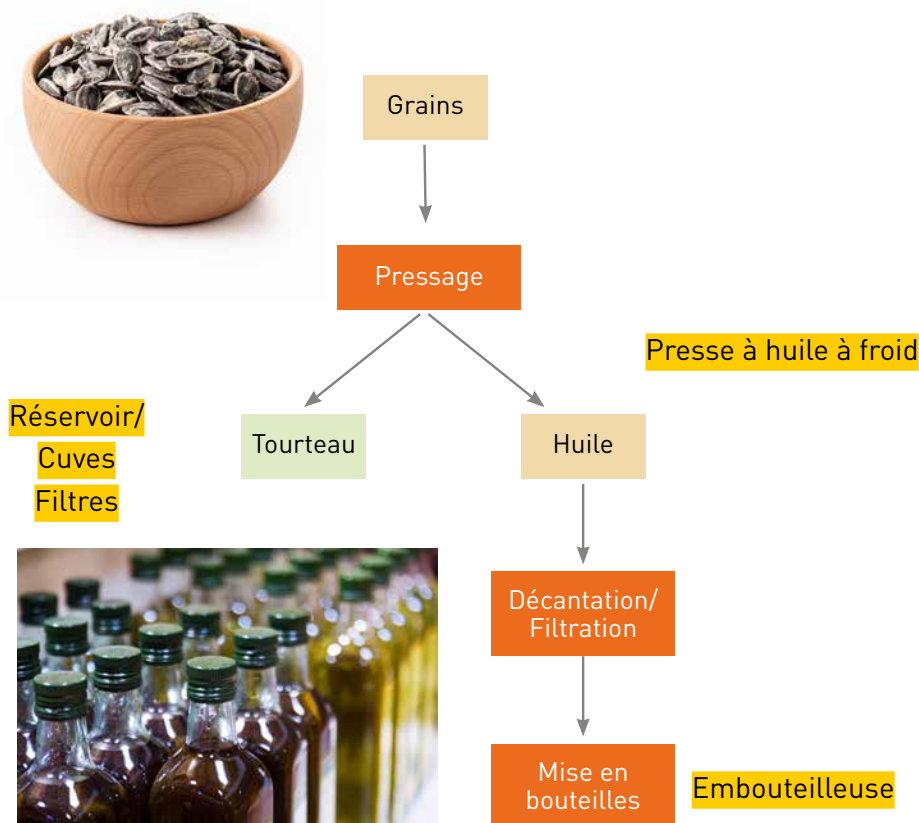 Grains
Pressage
Presse à huile à froid
Réservoir/
Cuves
Filtres
Tourteau
Huile
Décantation/
Filtration
Mise en
bouteilles
Embouteilleuse